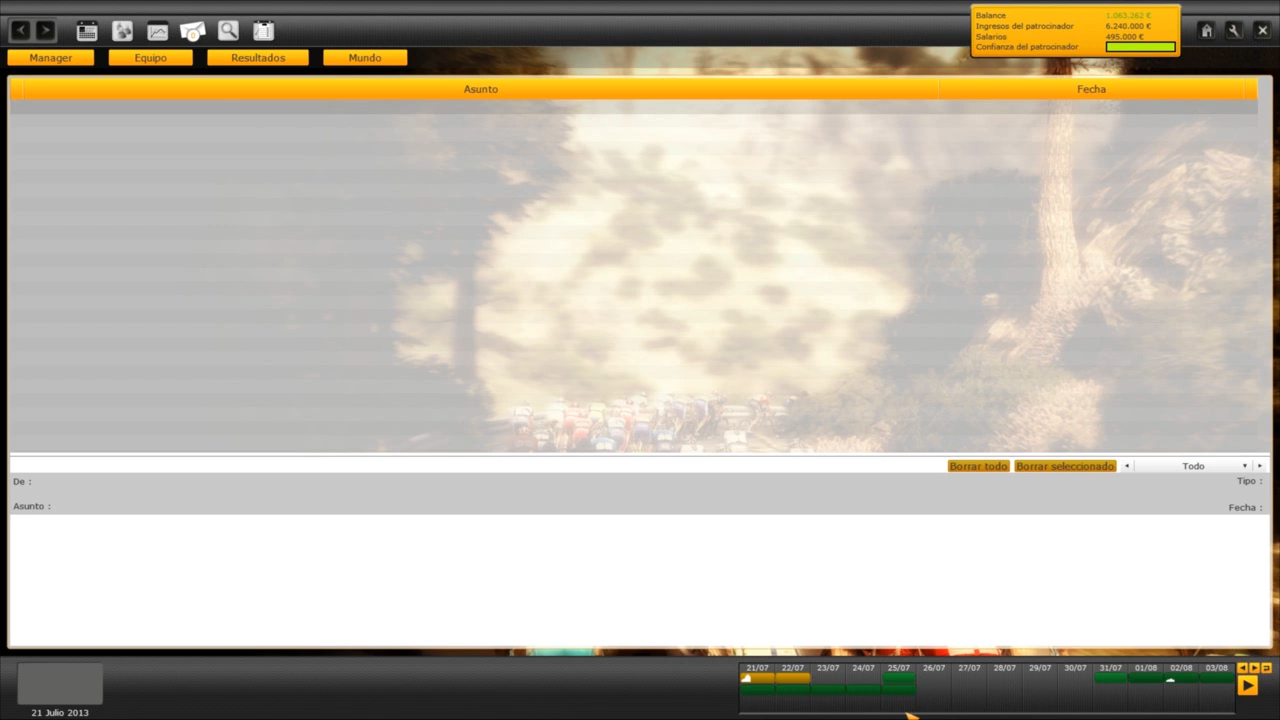 Balance 1.063.262 €
Ingresos del patrocinador 6.240.000 €
Salarios 495.000 €
Confianza del patrocinador
0
Manager Equipo Resultados Mundo
Asunto Fecha
Borrar todo Borrar seleccionado Todo
De : Tipo :
Asunto : Fecha :
21/07 22/07 23/07 24/07 25/07 26/07 27/07 28/07 29/07 30/07 31/07 01/08 02/08 03/08
21 Julio 2013